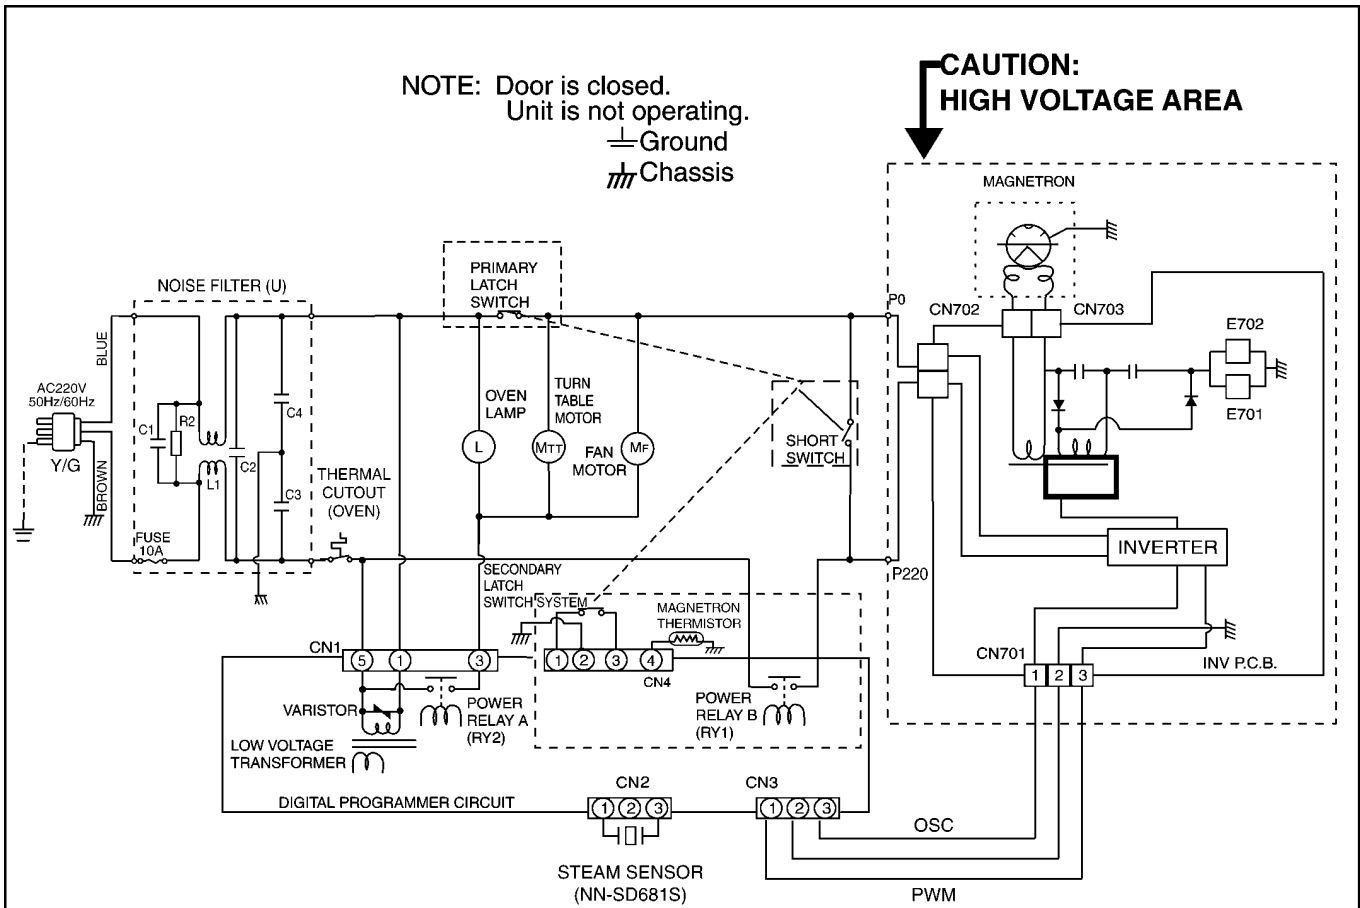 NOTE: Door is closed.
Unit is not operating.
Ground
Chassis
CAUTION:
HIGH VOLTAGE AREA
MAGNETRON
NOISE FILTER (U)
PRIMARY
LATCH
SWITCH
P0
CN702
CN703
E702
E701
BLUE
AC220V
50Hz/60Hz
Y/G
BROWN
C1
R2
L1
C2
C4
C3
FUSE
10A
THERMAL
CUTOUT
(OVEN)
OVEN
LAMP
L
TURN
TABLE
MOTOR
MTT
FAN
MOTOR
MF
SHORT
SWITCH
P220
INVERTER
SECONDARY
LATCH
SWITCH SYSTEM
MAGNETRON
THERMISTOR
CN1
5 1 3
1 2 3 4
CN4
CN701
1 2 3
INV P.C.B.
VARISTOR
POWER
RELAY A
(RY2)
POWER
RELAY B
(RY1)
LOW VOLTAGE
TRANSFORMER
DIGITAL PROGRAMMER CIRCUIT
CN2
1 2 3
CN3
1 2 3
OSC
STEAM SENSOR
(NN-SD681S)
PWM